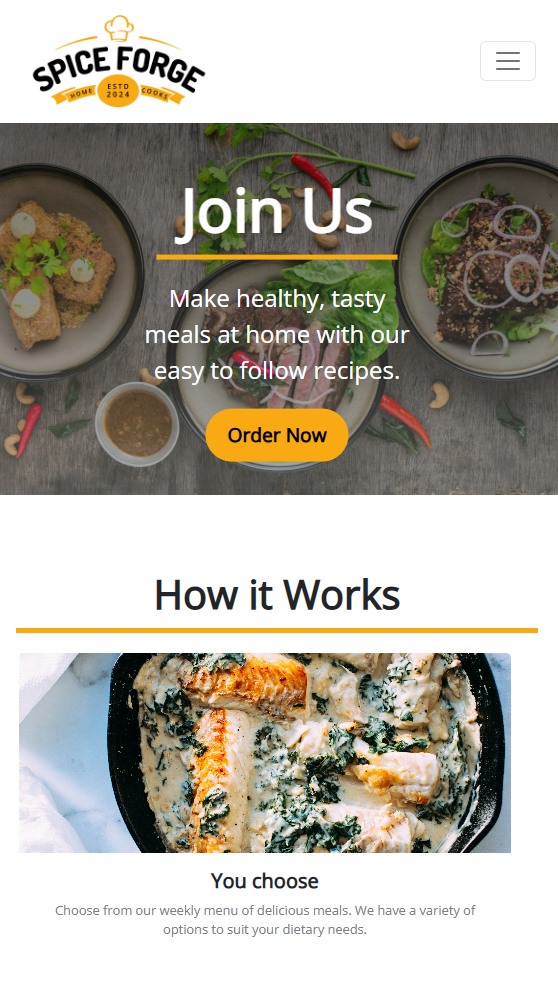 SPICE FORGE
HOME ESTD COOKS
2024
Join Us
Make healthy, tasty
meals at home with our
easy to follow recipes.
Order Now
How it Works
You choose
Choose from our weekly menu of delicious meals. We have a variety of
options to suit your dietary needs.